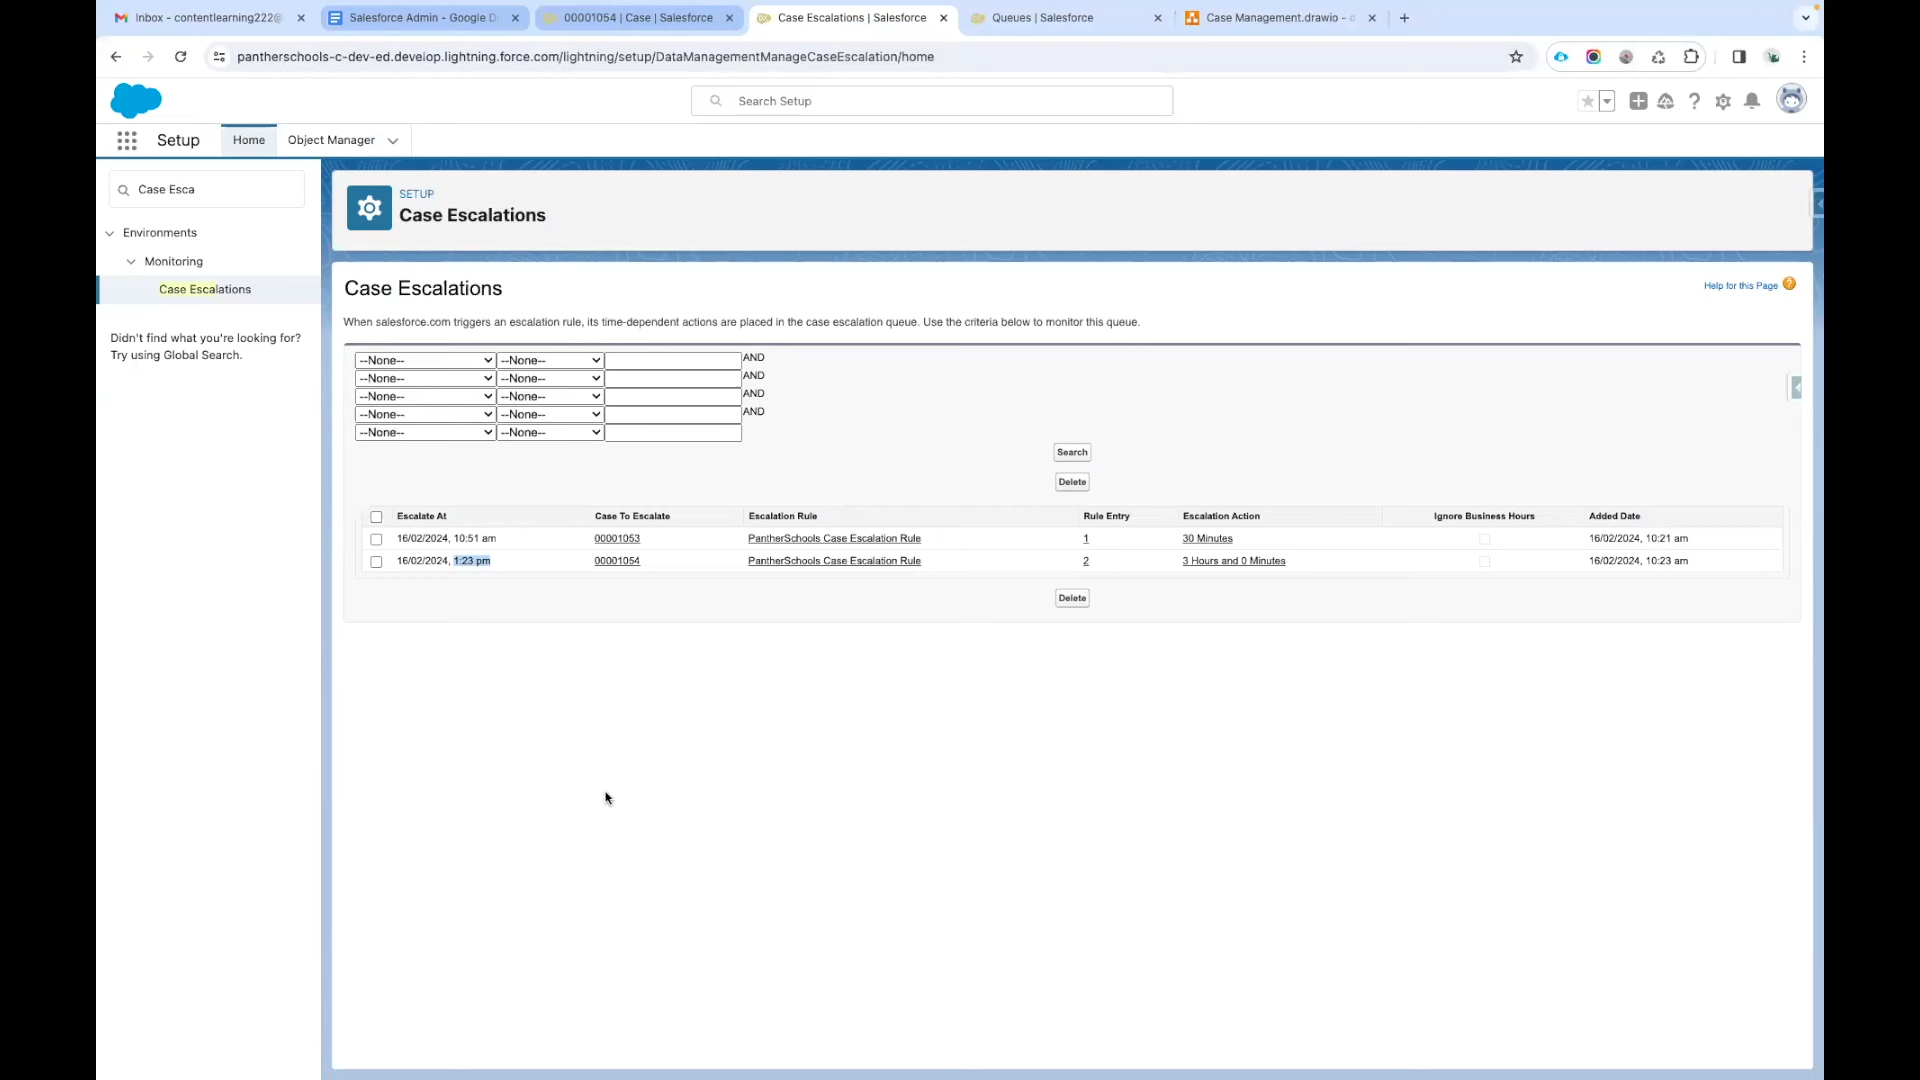 Inbox - contentlearning222@
Salesforce Admin - Google D
00001054 | Case | Salesforce
Case Escalations | Salesforce
Queues | Salesforce
Case Management.drawio - d
pantherschools-c-dev-ed.develop.lightning.force.com/lightning/setup/DataManagementManageCaseEscalation/home
Search Setup
Setup
Home
Object Manager
Case Esca
Environments
Monitoring
Case Escalations
Didn't find what you're looking for?
Try using Global Search.
SETUP
Case Escalations
Case Escalations
Help for this Page
When salesforce.com triggers an escalation rule, its time-dependent actions are placed in the case escalation queue. Use the criteria below to monitor this queue.
--None-- --None-- AND
--None-- --None-- AND
--None-- --None-- AND
--None-- --None-- AND
--None-- --None--
Search
Delete
Escalate At Case To Escalate Escalation Rule Rule Entry Escalation Action Ignore Business Hours Added Date
16/02/2024, 10:51 am 00001053 PantherSchools Case Escalation Rule 1 30 Minutes 16/02/2024, 10:21 am
16/02/2024, 1:23 pm 00001054 PantherSchools Case Escalation Rule 2 3 Hours and 0 Minutes 16/02/2024, 10:23 am
Delete